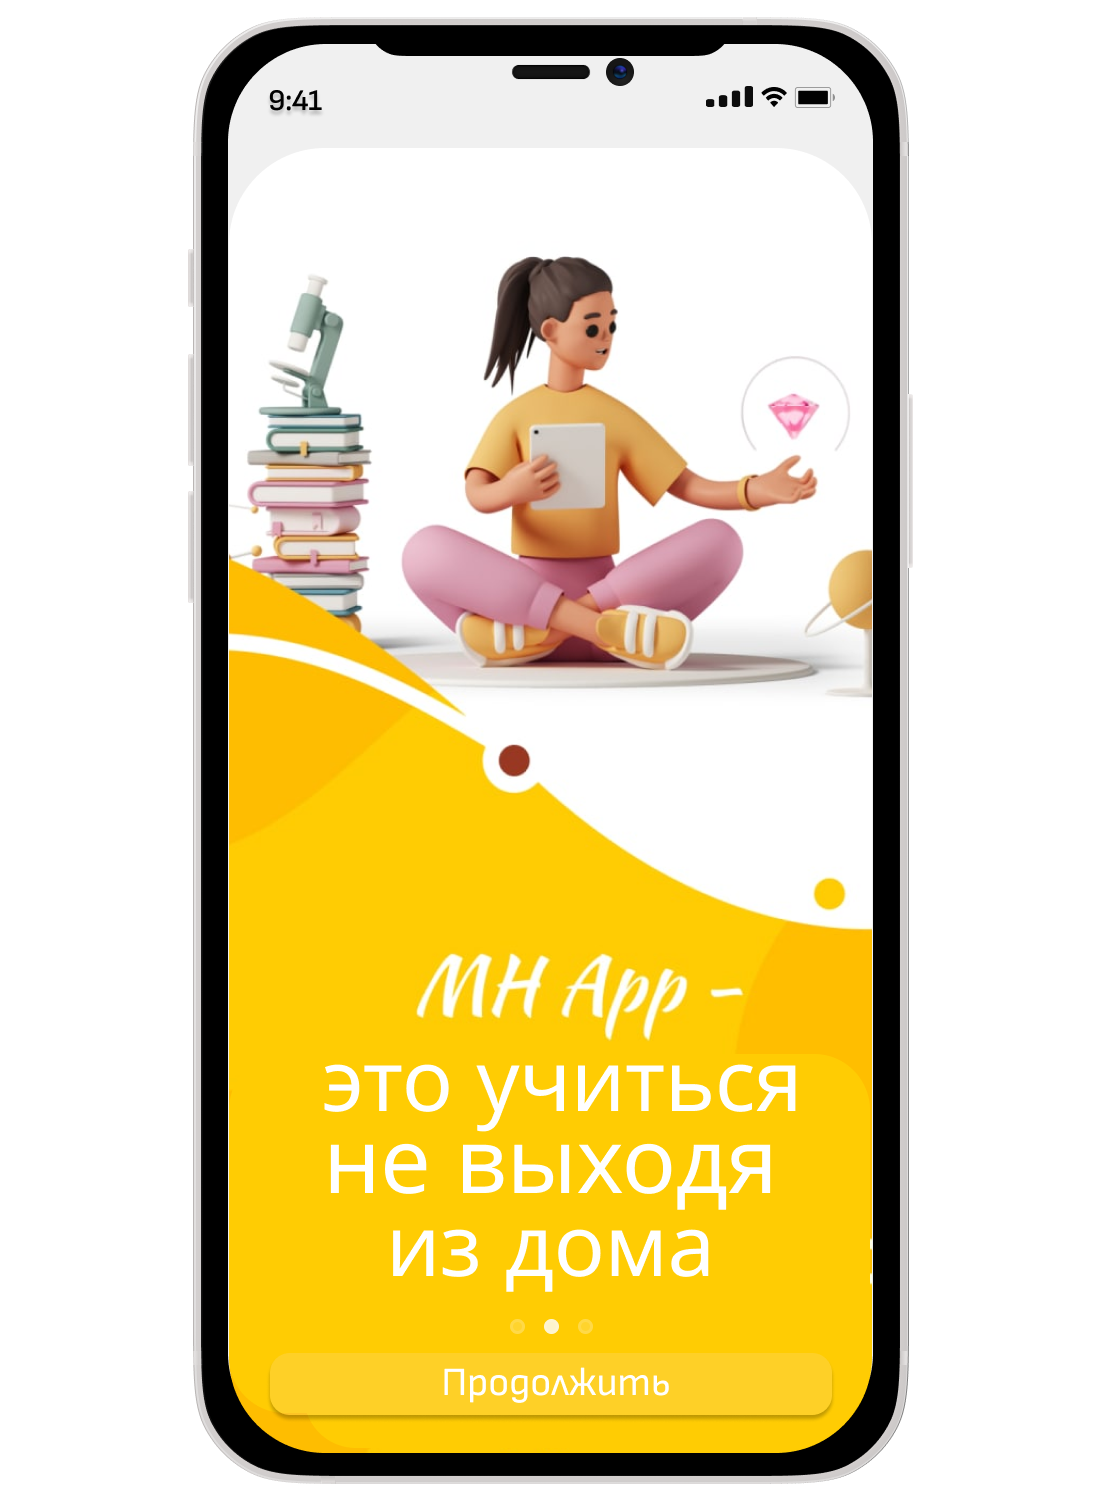 9:41
MH App -
это учиться
не выходя
из дома
Продолжить